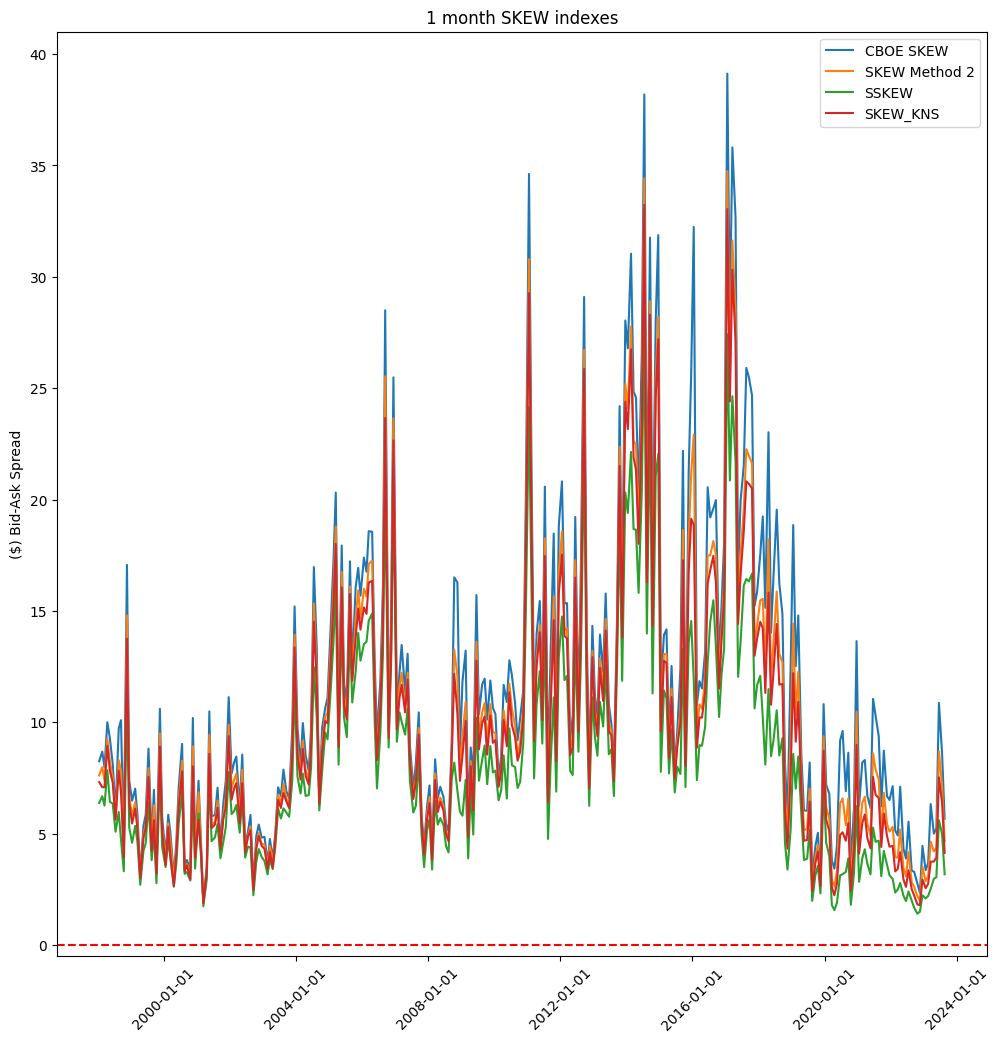 1 month SKEW indexes
CBOE SKEW
SKEW Method 2
SSKEW
SKEW_KNS
($) Bid-Ask Spread
40
35
30
25
20
15
10
5
0
2000-01-01
2004-01-01
2008-01-01
2012-01-01
2016-01-01
2020-01-01
2024-01-01